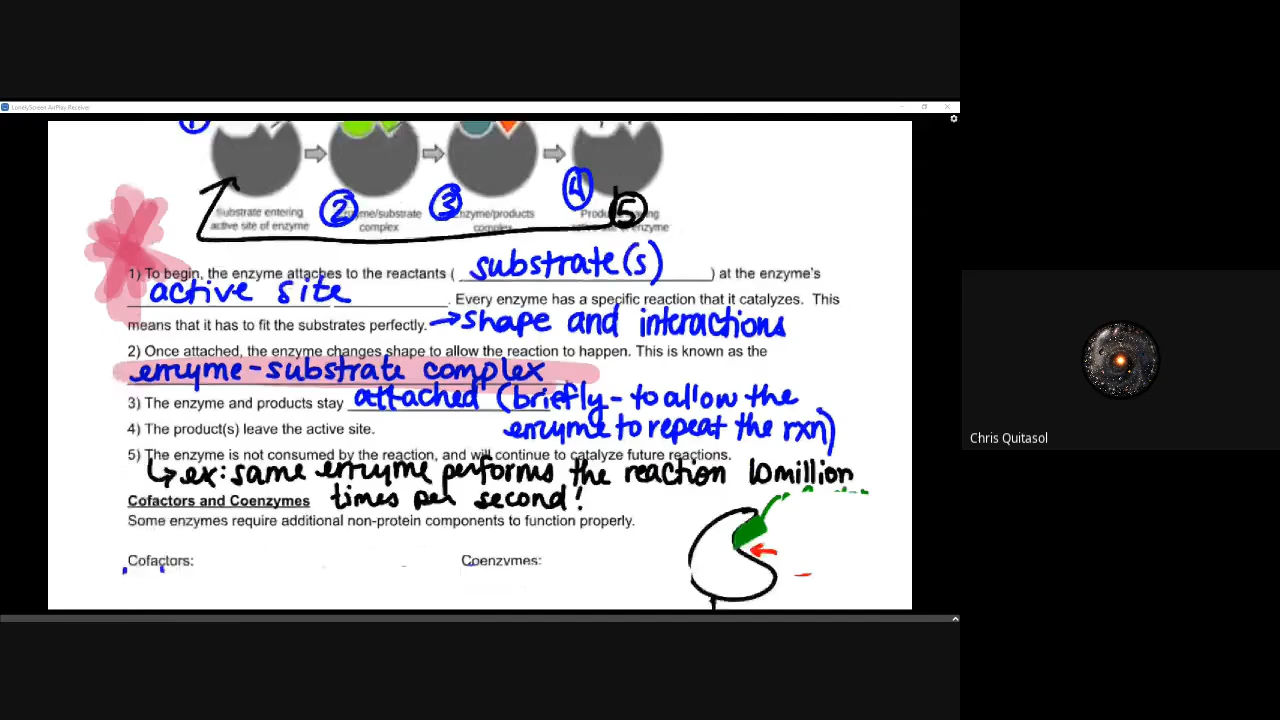 LonelyScreen AirPlay Receiver
1
2
3
4
5
Substrate entering
active site of enzyme
enzyme/substrate
complex
enzyme/products
complex
substrate(s)
1) To begin, the enzyme attaches to the reactants ( ) at the enzyme's
active site
. Every enzyme has a specific reaction that it catalyzes. This
means that it has to fit the substrates perfectly. →shape and interactions
2) Once attached, the enzyme changes shape to allow the reaction to happen. This is known as the
enzyme-substrate complex
3) The enzyme and products stay attached (briefly - to allow the
enzyme to repeat the rxn)
4) The product(s) leave the active site.
5) The enzyme is not consumed by the reaction, and will continue to catalyze future reactions.
↳ ex: same enzyme performs the reaction 10 million
times per second!
Cofactors and Coenzymes
Some enzymes require additional non-protein components to function properly.
Cofactors: Coenzymes:
Chris Quitasol